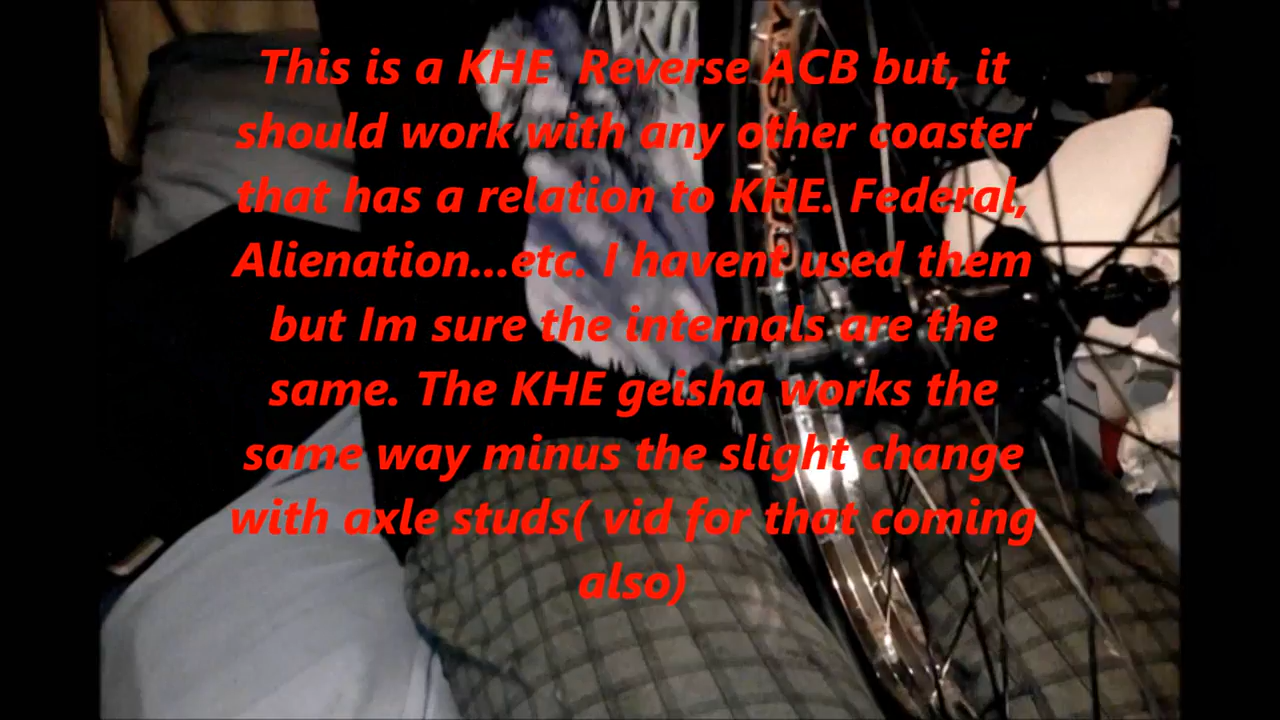 This is a KHE  Reverse ACB but, it
should work with any other coaster
that has a relation to KHE. Federal,
Alienation...etc. I havent used them
but Im sure the internals are the
same. The KHE geisha works the
same way minus the slight change
with axle studs( vid for that coming
also)